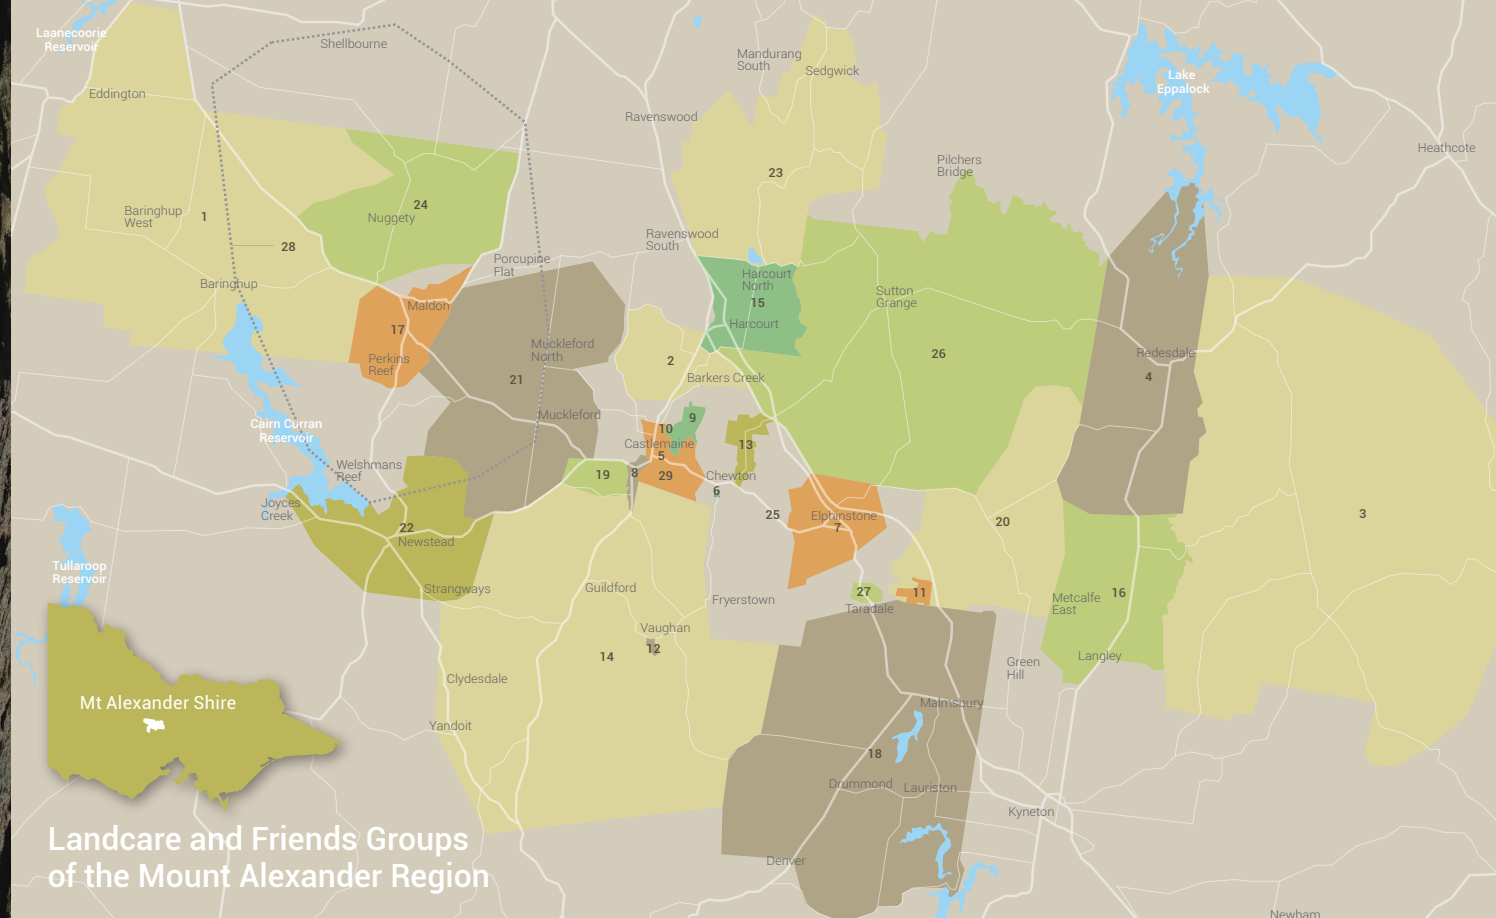 Laanecoorie
Reservoir
Shellbourne
Mandurang
South
Sedgwick
Lake
Eppalock
Eddington
Ravenswood
Heathcote
Pilchers
Bridge
23
24
Baringhup
West
1
Nuggety
28
Ravenswood
South
Porcupine
Flat
Harcourt
North
Baringhup
Sutton
Grange
15
Maldon
Harcourt
17
Muckleford
North
26
Redesdale
2
Perkins
Reef
21
Barkers Creek
4
Muckleford
9
10
Cairn Curran
Reservoir
Castlemaine
13
5
Welshmans
Reef
19
8
29
Chewton
6
Joyces
Creek
25
Elphinstone
7
20
3
22
Newstead
Tullaroop
Reservoir
Strangways
Guildford
27
11
Metcalfe
East
16
Fryerstown
Taradale
Vaughan
12
14
Langley
Green
Hill
Clydesdale
Mt Alexander Shire
Malmsbury
Yandoit
18
Drummond
Lauriston
Kyneton
Landcare and Friends Groups
of the Mount Alexander Region
Denver
Newham